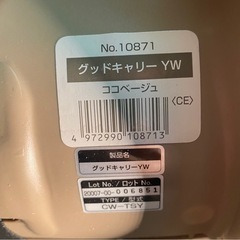 No.10871
グッドキャリー YW
ココベージュ
〈CE〉
4 972990 108713
製品名
グッドキャリーYW
Lot No. / ロット No.
20007-00-006851
TYPE / 型式
CW-TSY